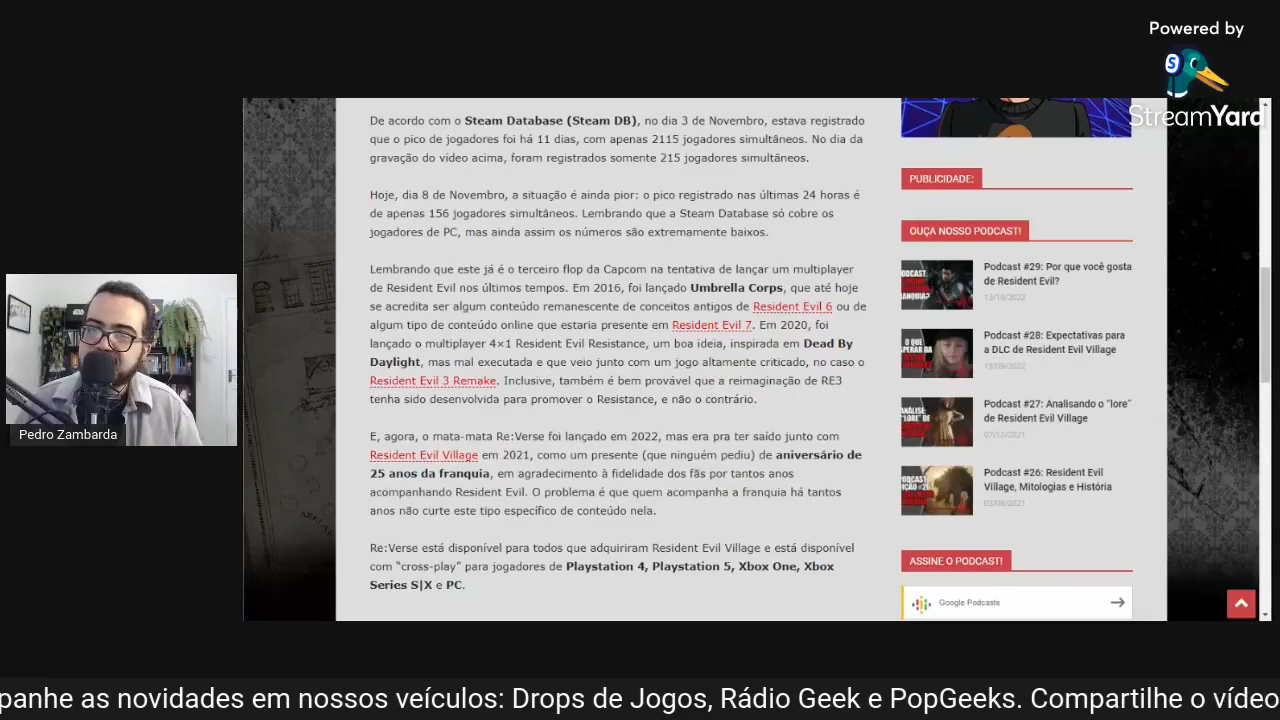 Powered by
StreamYard
De acordo com o Steam Database (Steam DB), no dia 3 de Novembro, estava registrado
que o pico de jogadores foi há 11 dias, com apenas 2115 jogadores simultâneos. No dia da
gravação do vídeo acima, foram registrados somente 215 jogadores simultâneos.
Hoje, dia 8 de Novembro, a situação é ainda pior: o pico registrado nas últimas 24 horas é
de apenas 156 jogadores simultâneos. Lembrando que a Steam Database só cobre os
jogadores de PC, mas ainda assim os números são extremamente baixos.
Lembrando que este já é o terceiro flop da Capcom na tentativa de lançar um multiplayer
de Resident Evil nos últimos tempos. Em 2016, foi lançado Umbrella Corps, que até hoje
se acredita ser algum conteúdo remanescente de conceitos antigos de Resident Evil 6 ou de
algum tipo de conteúdo online que estaria presente em Resident Evil 7. Em 2020, foi
lançado o multiplayer 4×1 Resident Evil Resistance, um boa ideia, inspirada em Dead By
Daylight, mas mal executada e que veio junto com um jogo altamente criticado, no caso o
Resident Evil 3 Remake. Inclusive, também é bem provável que a reimaginação de RE3
tenha sido desenvolvida para promover o Resistance, e não o contrário.
E, agora, o mata-mata Re:Verse foi lançado em 2022, mas era pra ter saído junto com
Resident Evil Village em 2021, como um presente (que ninguém pediu) de aniversário de
25 anos da franquia, em agradecimento à fidelidade dos fãs por tantos anos
acompanhando Resident Evil. O problema é que quem acompanha a franquia há tantos
anos não curte este tipo específico de conteúdo nela.
Re:Verse está disponível para todos que adquiriram Resident Evil Village e está disponível
com “cross-play” para jogadores de Playstation 4, Playstation 5, Xbox One, Xbox
Series S|X e PC.
PUBLICIDADE:
OUÇA NOSSO PODCAST!
Podcast #29: Por que você gosta
de Resident Evil?
13/10/2022
Podcast #28: Expectativas para
a DLC de Resident Evil Village
15/09/2022
Podcast #27: Analisando o “lore”
de Resident Evil Village
07/12/2021
Podcast #26: Resident Evil
Village, Mitologias e História
03/08/2021
ASSINE O PODCAST!
Google Podcasts
Pedro Zambarda
panhe as novidades em nossos veículos: Drops de Jogos, Rádio Geek e PopGeeks. Compartilhe o vídeo